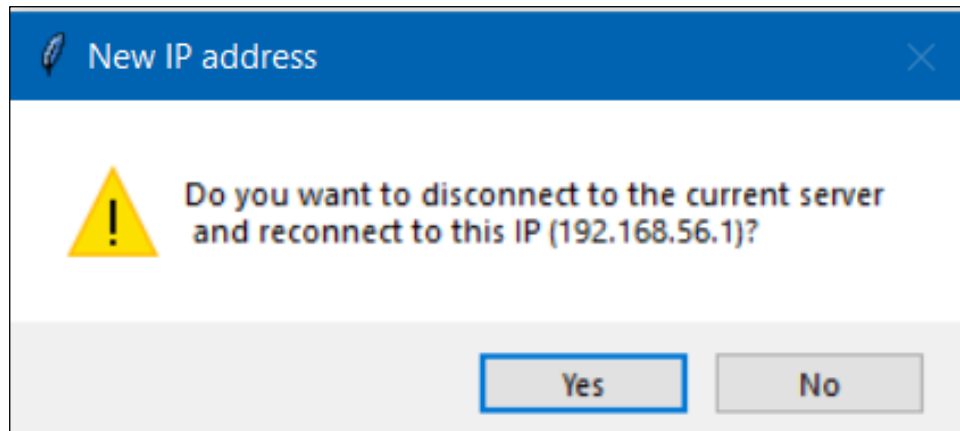 New IP address
Do you want to disconnect to the current server
and reconnect to this IP (192.168.56.1)?
Yes
No